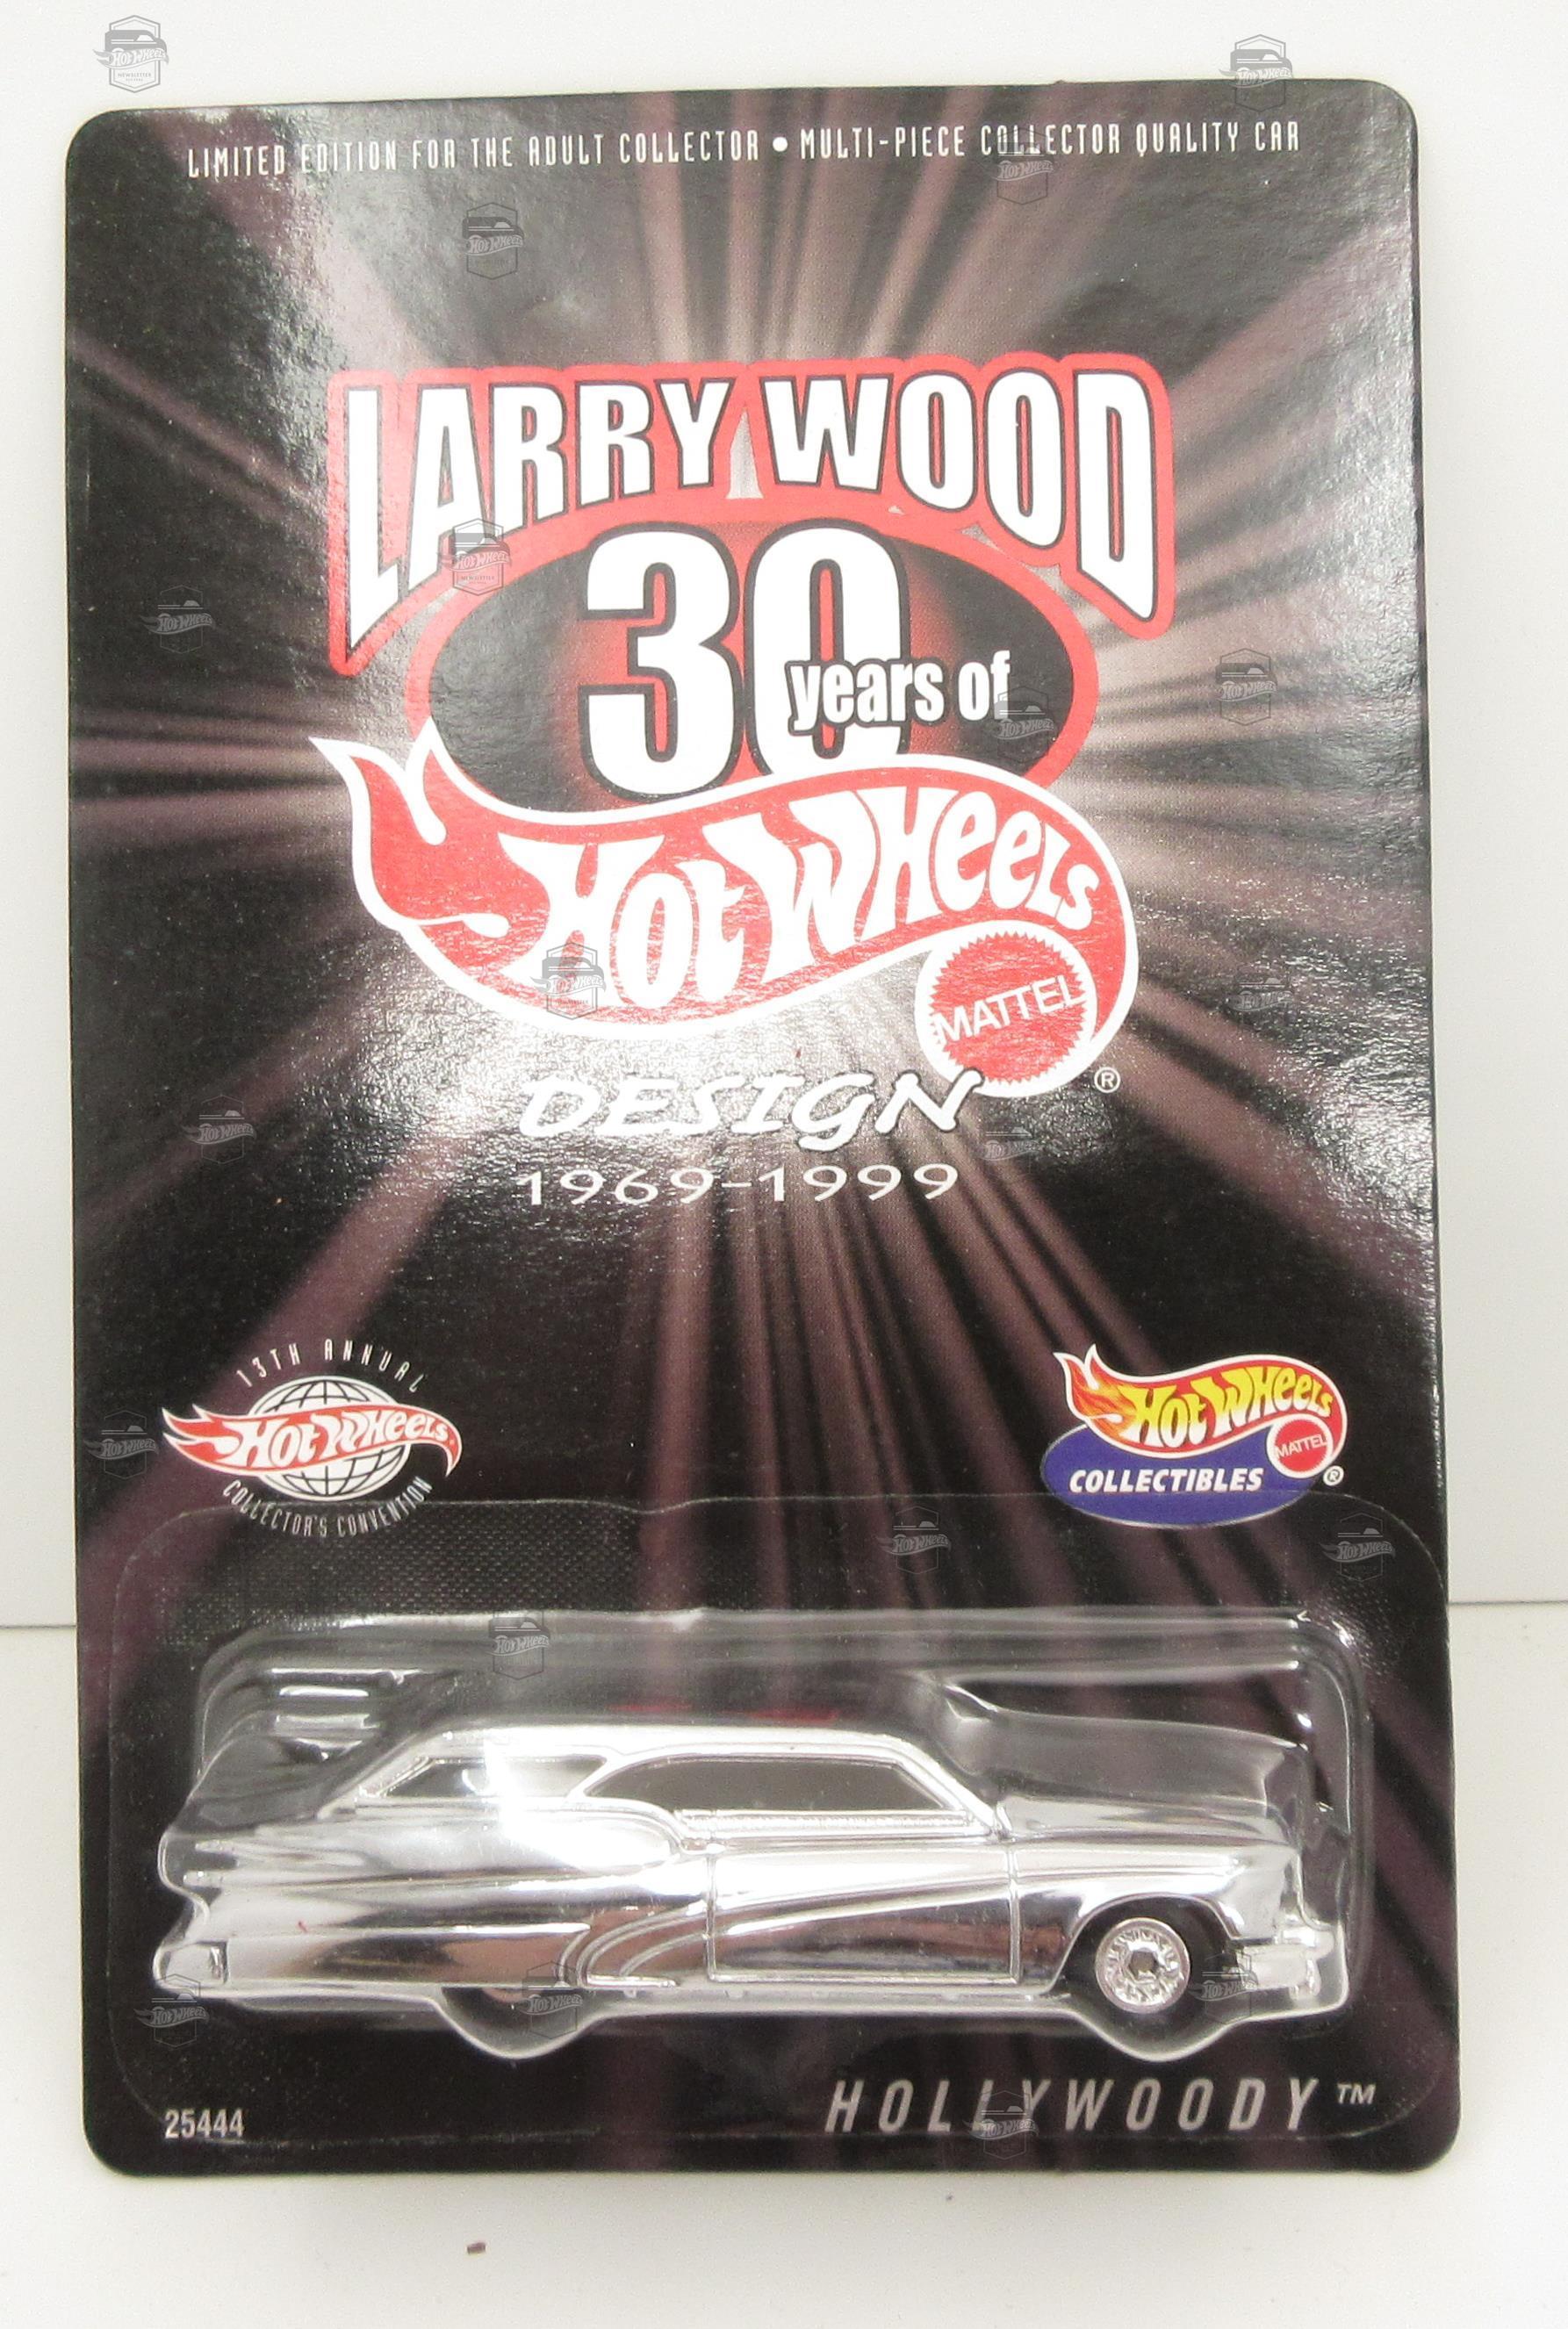 LIMITED EDITION FOR THE ADULT COLLECTOR • MULTI-PIECE COLLECTOR QUALITY CAR
LARRY WOOD
30
years of
Hot Wheels
MATTEL
®
DESIGN
1969-1999
13TH ANNUAL
Hot Wheels
COLLECTOR'S CONVENTION
Hot Wheels
MATTEL
COLLECTIBLES ®
25444
HOLLYWOODY™